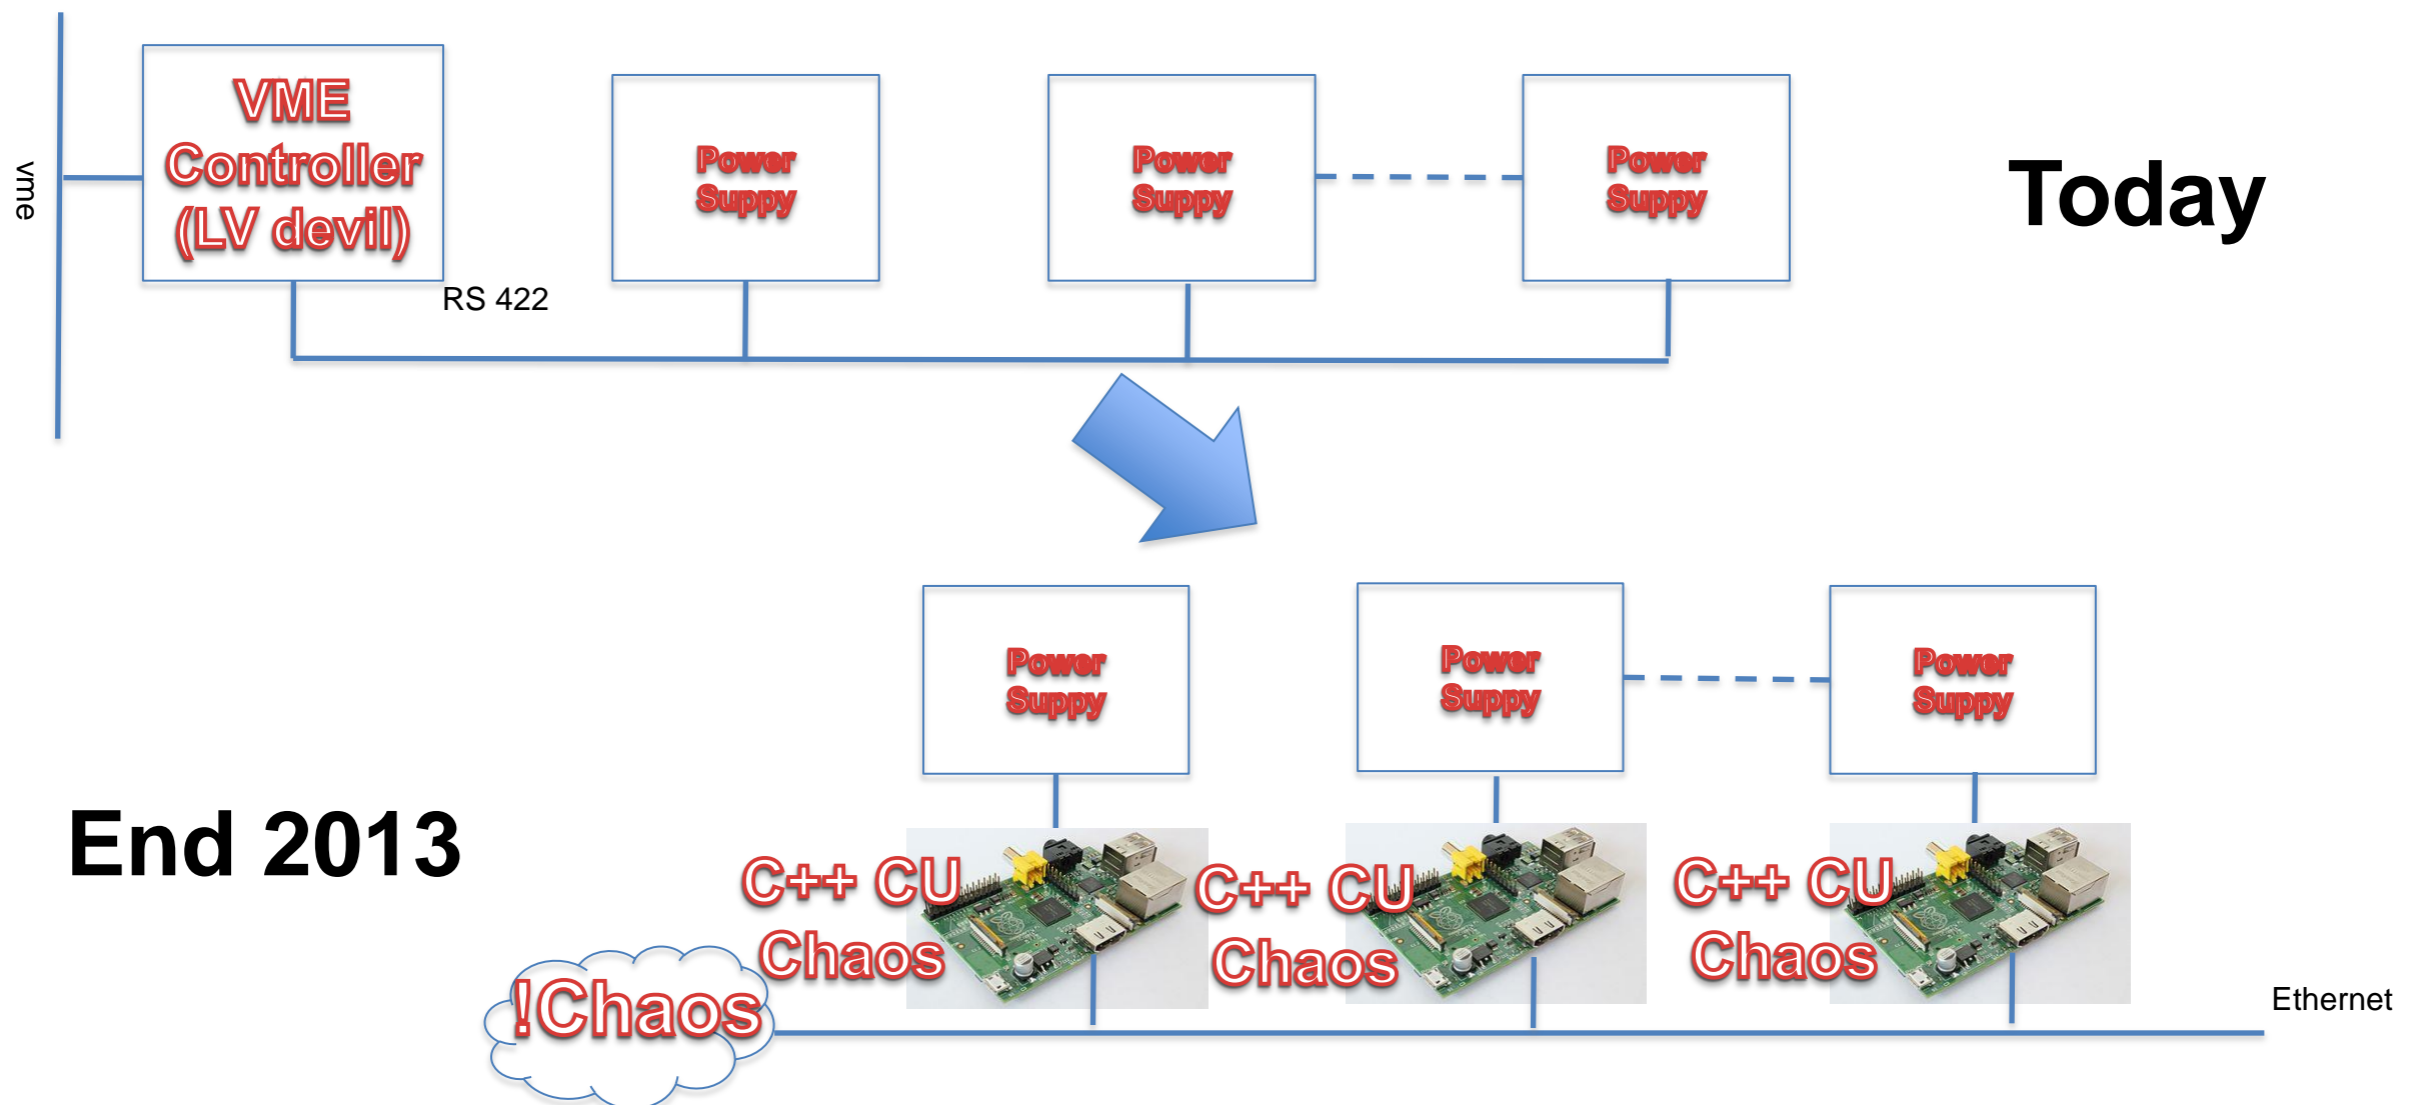 vme
VME
Controller
(LV devil)
RS 422
Power
Suppy
Power
Suppy
Power
Suppy
Today
Power
Suppy
Power
Suppy
Power
Suppy
End 2013
C++ CU
Chaos
C++ CU
Chaos
C++ CU
Chaos
!Chaos
Ethernet